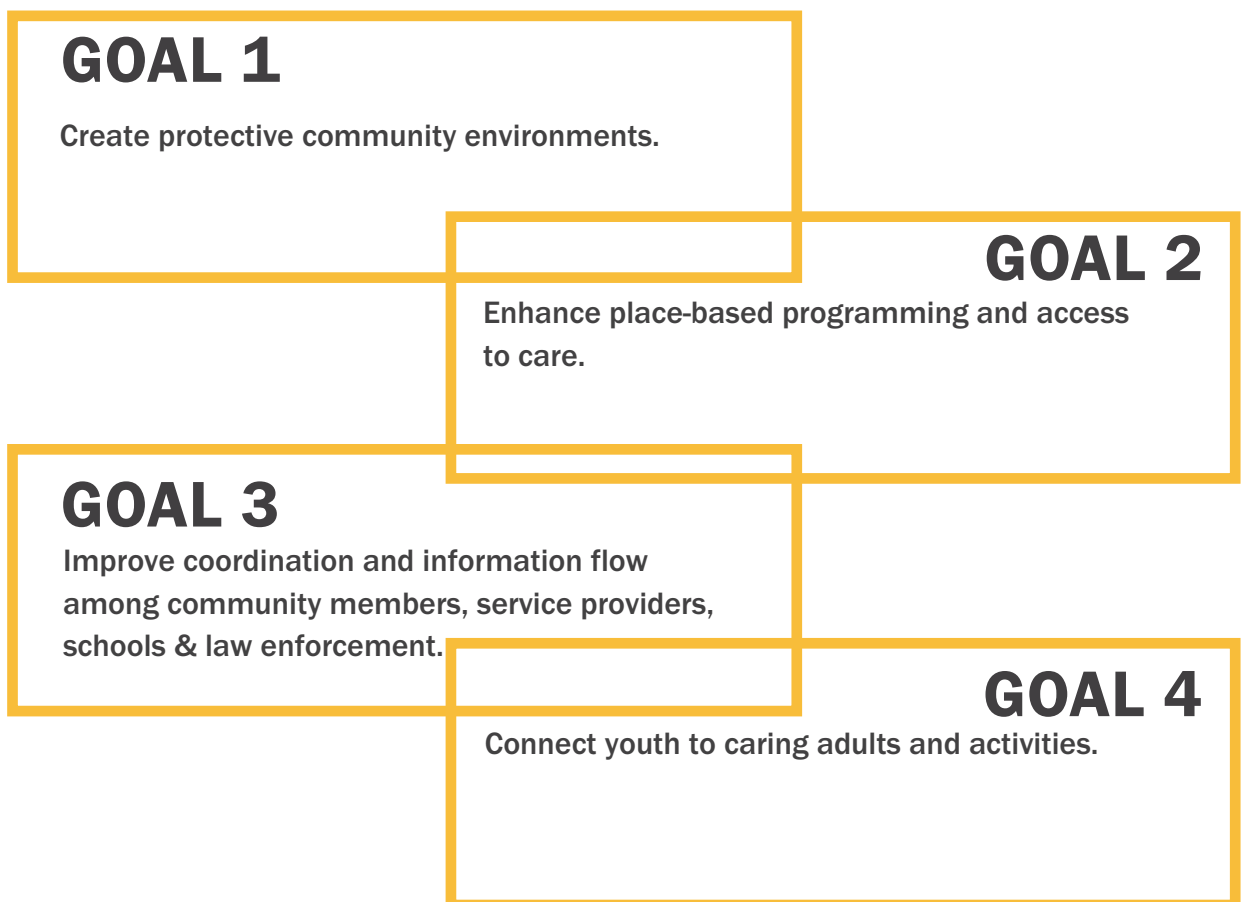 GOAL 1
Create protective community environments.
GOAL 2
Enhance place-based programming and access
to care.
GOAL 3
Improve coordination and information flow
among community members, service providers,
schools & law enforcement.
GOAL 4
Connect youth to caring adults and activities.